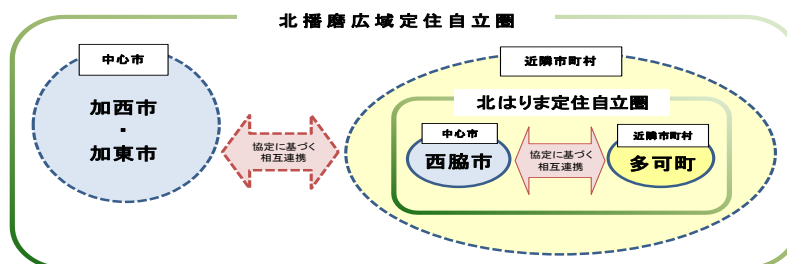 北播磨広域定住自立圏
中心市
加西市
・
加東市
協定に基づく
相互連携
近隣市町村
北はりま定住自立圏
中心市
西脇市
協定に基づく
相互連携
近隣市町村
多可町